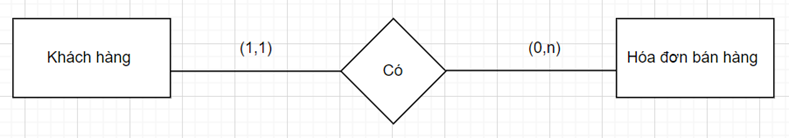 Khách hàng
(1,1)
Có
(0,n)
Hóa đơn bán hàng